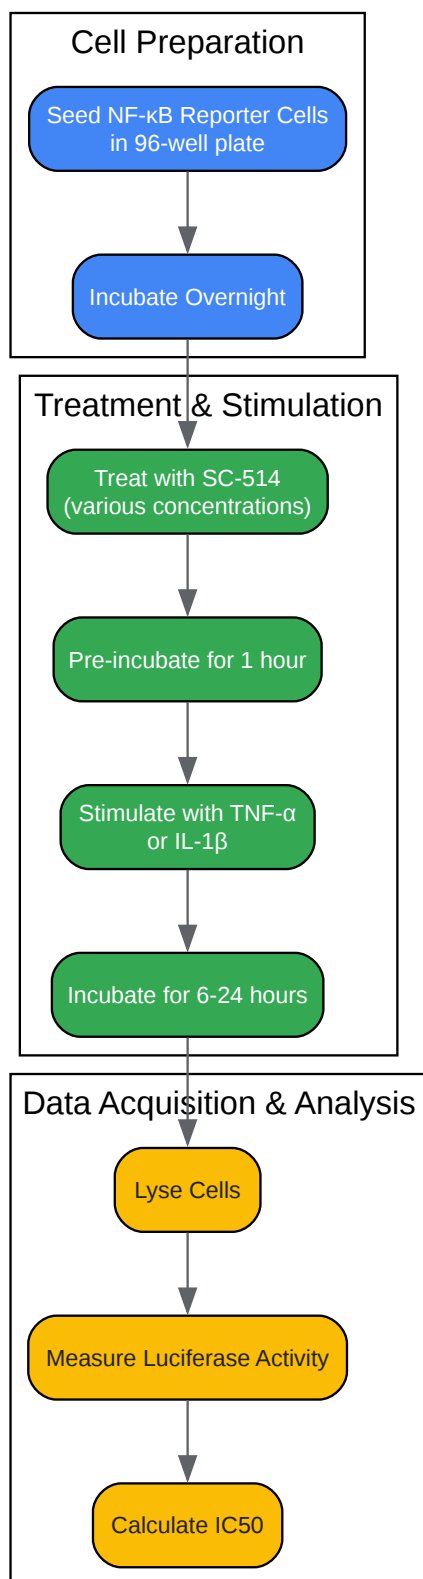 Cell Preparation
Seed NF-κB Reporter Cells
in 96-well plate
Incubate Overnight
Treatment & Stimulation
Treat with SC-514
(various concentrations)
Pre-incubate for 1 hour
Stimulate with TNF-α
or IL-1β
Incubate for 6-24 hours
Data Acquisition & Analysis
Lyse Cells
Measure Luciferase Activity
Calculate IC50